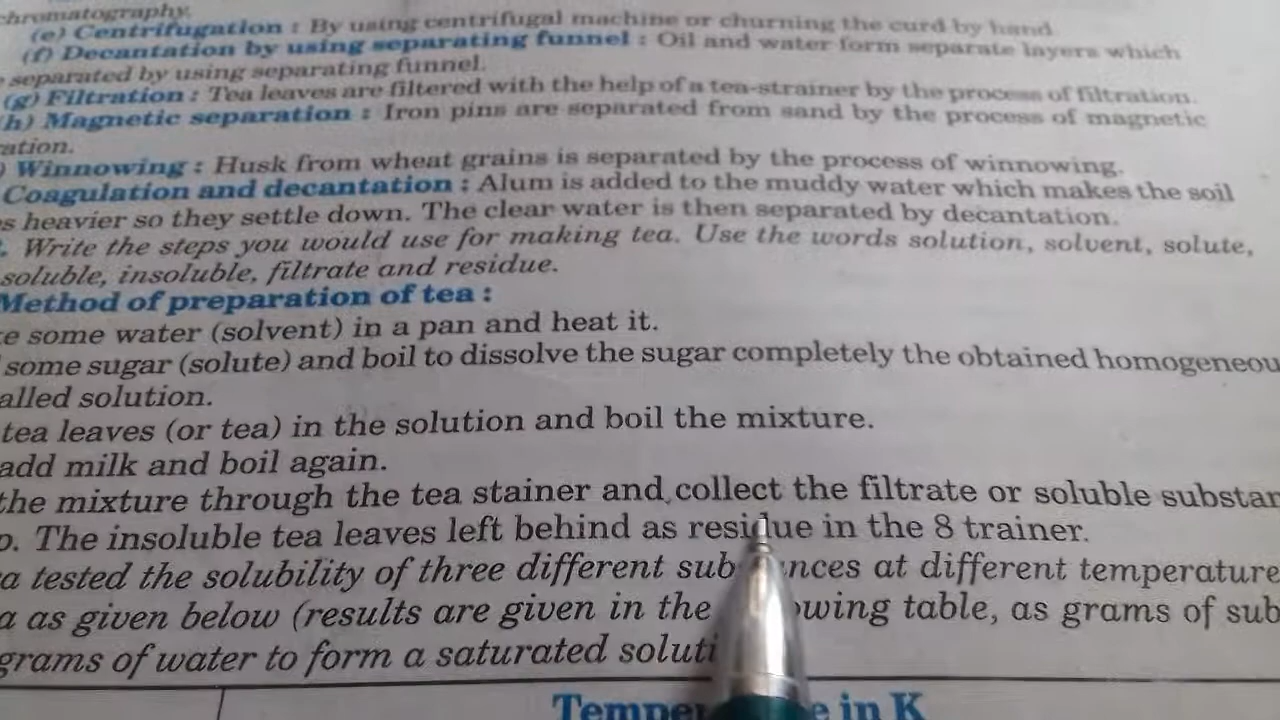 chromatography.
(e) Centrifugation : By using centrifugal machine or churning the curd by hand
(f) Decantation by using separating funnel : Oil and water form separate layers which
separated by using separating funnel.
(g) Filtration : Tea leaves are filtered with the help of a tea-strainer by the process of filtration.
h) Magnetic separation : Iron pins are separated from sand by the process of magnetic
ration.
) Winnowing : Husk from wheat grains is separated by the process of winnowing.
Coagulation and decantation : Alum is added to the muddy water which makes the soil
s heavier so they settle down. The clear water is then separated by decantation.
. Write the steps you would use for making tea. Use the words solution, solvent, solute,
soluble, insoluble, filtrate and residue.
Method of preparation of tea :
e some water (solvent) in a pan and heat it.
some sugar (solute) and boil to dissolve the sugar completely the obtained homogeneou
alled solution.
tea leaves (or tea) in the solution and boil the mixture.
add milk and boil again.
the mixture through the tea stainer and collect the filtrate or soluble substan
p. The insoluble tea leaves left behind as residue in the 8 trainer.
a tested the solubility of three different sub nces at different temperature
a as given below (results are given in the owing table, as grams of sub
grams of water to form a saturated soluti
Tempe e in K